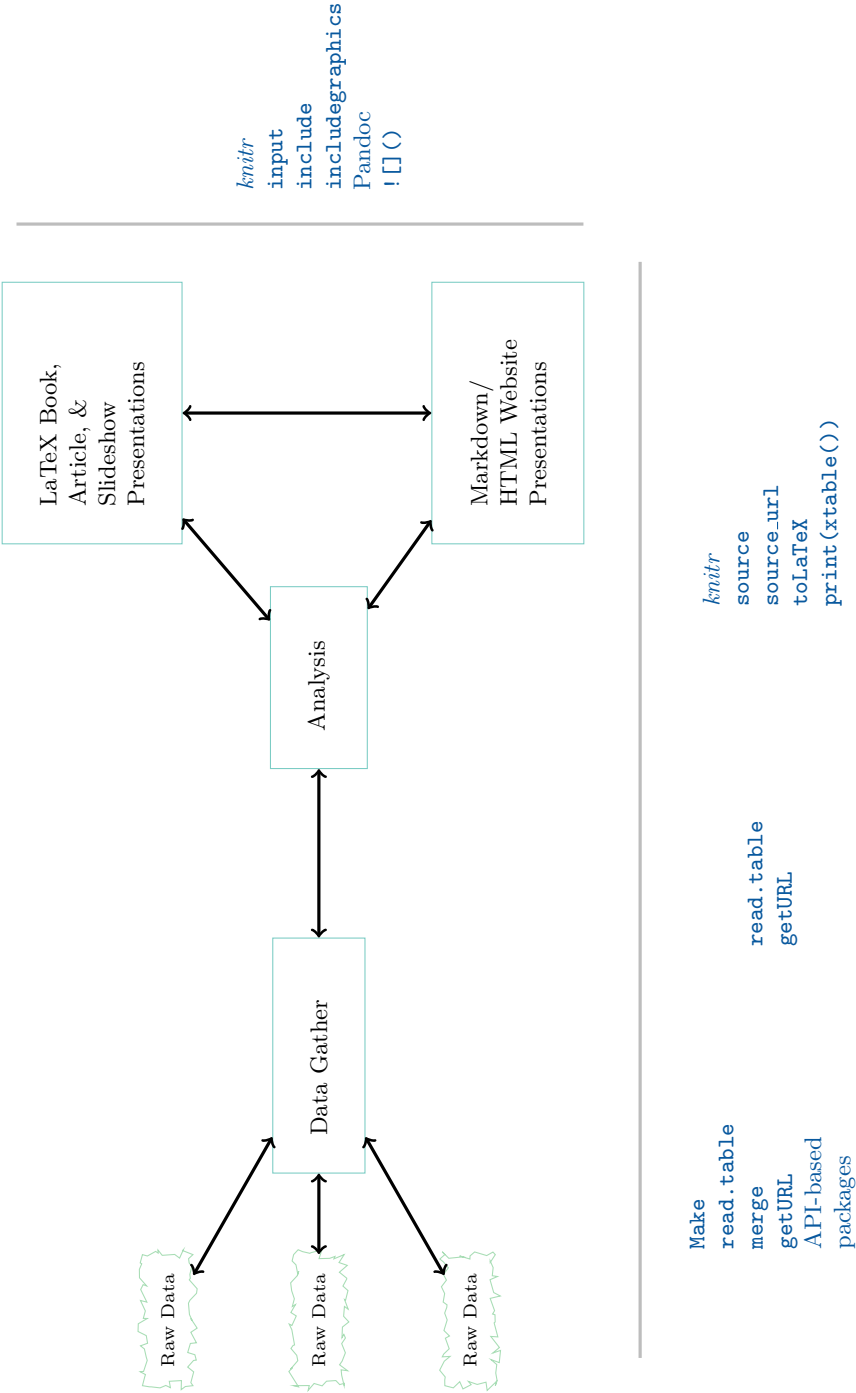 Raw Data
Raw Data
Raw Data
Data Gather
Analysis
LaTeX Book,
Article, &
Slideshow
Presentations
Markdown/
HTML Website
Presentations
knitr
input
include
includegraphics
Pandoc
![]()
Make
read.table
merge
getURL
API-based
packages
read.table
getURL
knitr
source
source_url
toLaTeX
print(xtable())